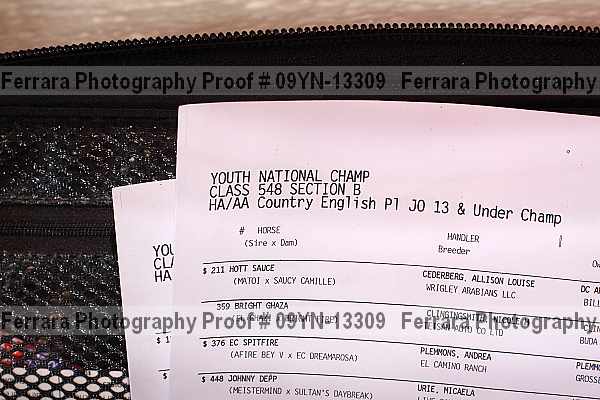 Ferrara Photography Proof # 09YN-13309 Ferrara Photography
YOUTH NATIONAL CHAMP
CLASS 548 SECTION B
HA/AA Country English Pl JO 13 & Under Champ
# HORSE HANDLER
(Sire x Dam) Breeder
$ 211 HOTT SAUCE CEDERBERG, ALLISON LOUISE
(MATOI x SAUCY CAMILLE) WRIGLEY ARABIANS LLC
359 BRIGHT GHAZA
Ferrara Photography Proof # 09YN-13309 Ferrara Photography
$ 376 EC SPITFIRE PLEMMONS, ANDREA
(AFIRE BEY V x EC DREAMAROSA) EL CAMINO RANCH
$ 448 JOHNNY DEPP URIE, MICAELA
(MEISTERMIND x SULTAN'S DAYBREAK)